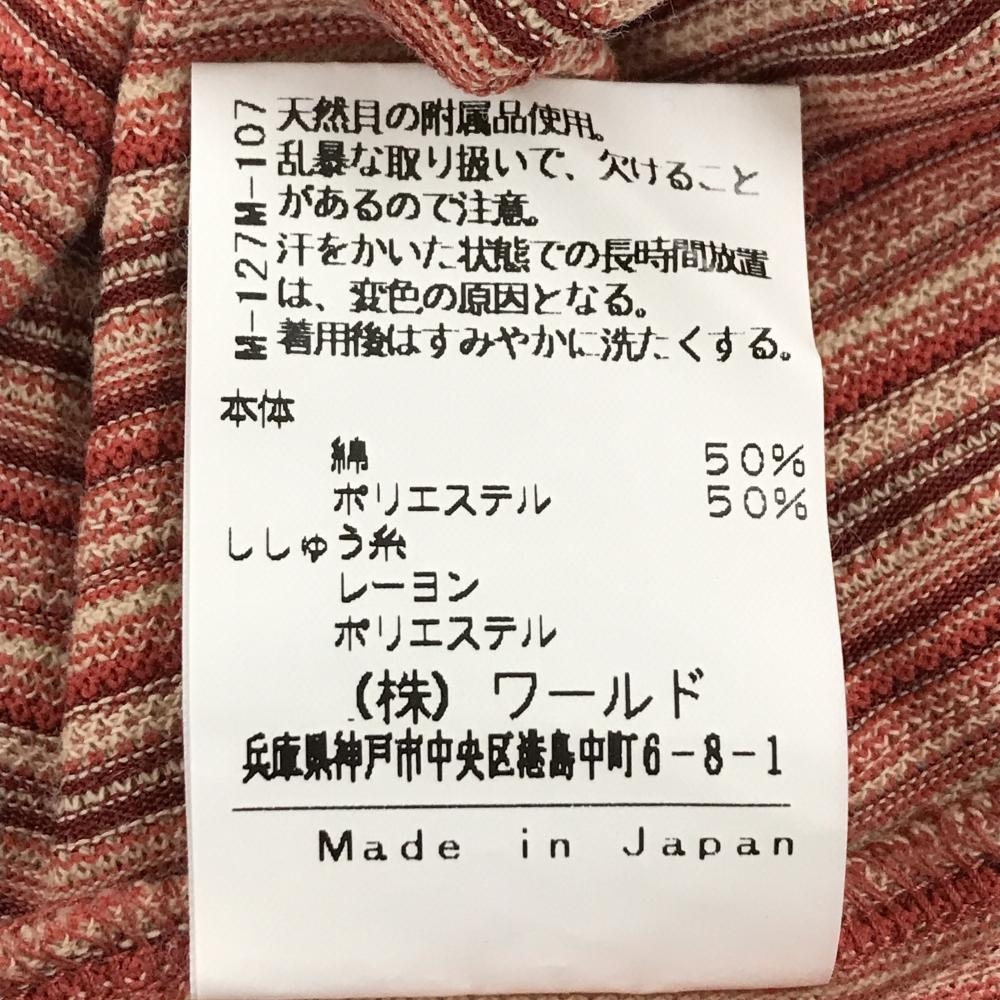 天然貝の附属品使用。
乱暴な取り扱いで、欠けること
があるので注意。
汗をかいた状態での長時間放置
は、変色の原因となる。
着用後はすみやかに洗たくする。
M-127M-107
本体
綿 50%
ポリエステル 50%
ししゅう糸
レーヨン
ポリエステル
(株) ワールド
兵庫県神戸市中央区港島中町6-8-1
Made in Japan